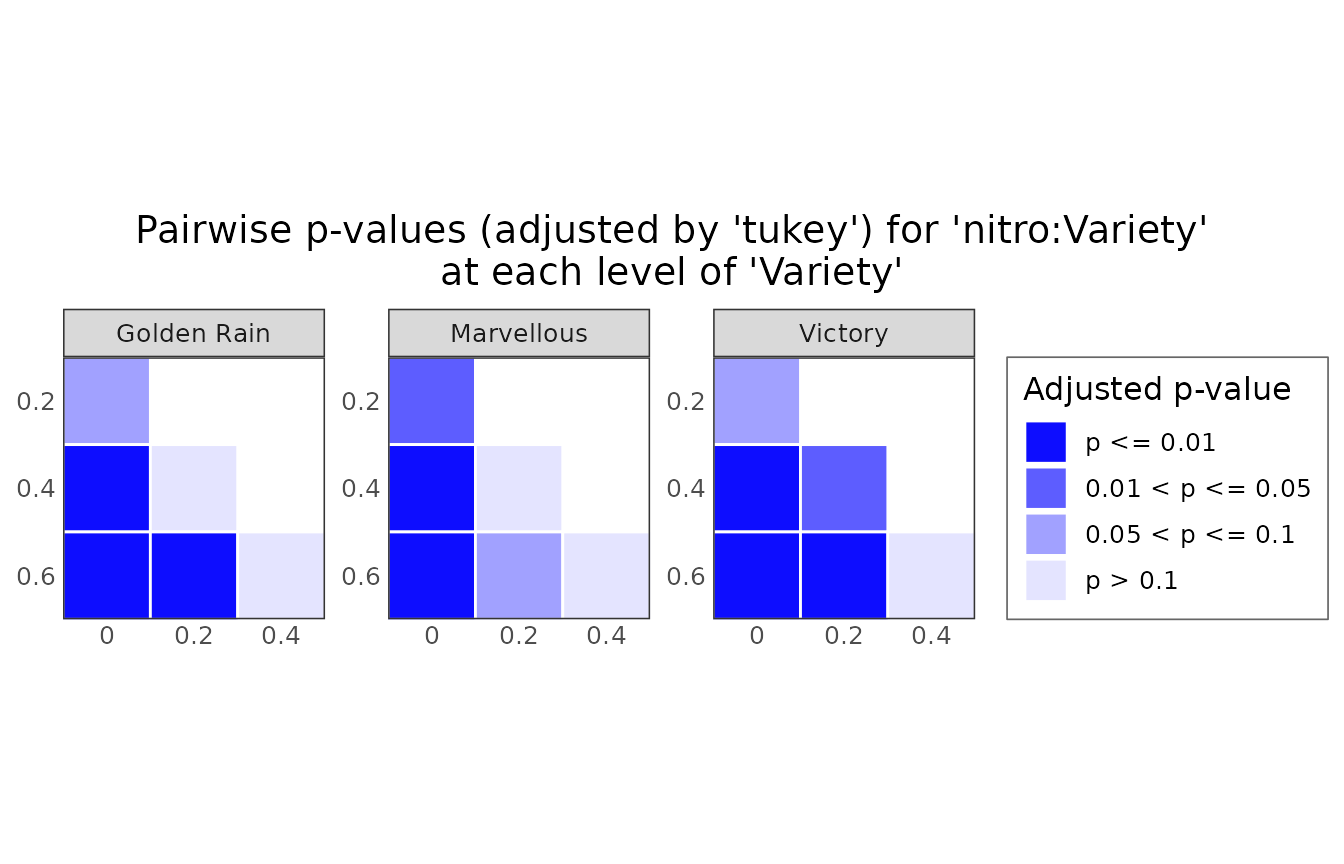 Pairwise p-values (adjusted by 'tukey') for 'nitro:Variety'
at each level of 'Variety'
Golden Rain
Marvellous
Victory
0.2
0.4
0.6
0 0.2 0.4
0.2
0.4
0.6
0 0.2 0.4
0.2
0.4
0.6
0 0.2 0.4
Adjusted p-value
p <= 0.01
0.01 < p <= 0.05
0.05 < p <= 0.1
p > 0.1